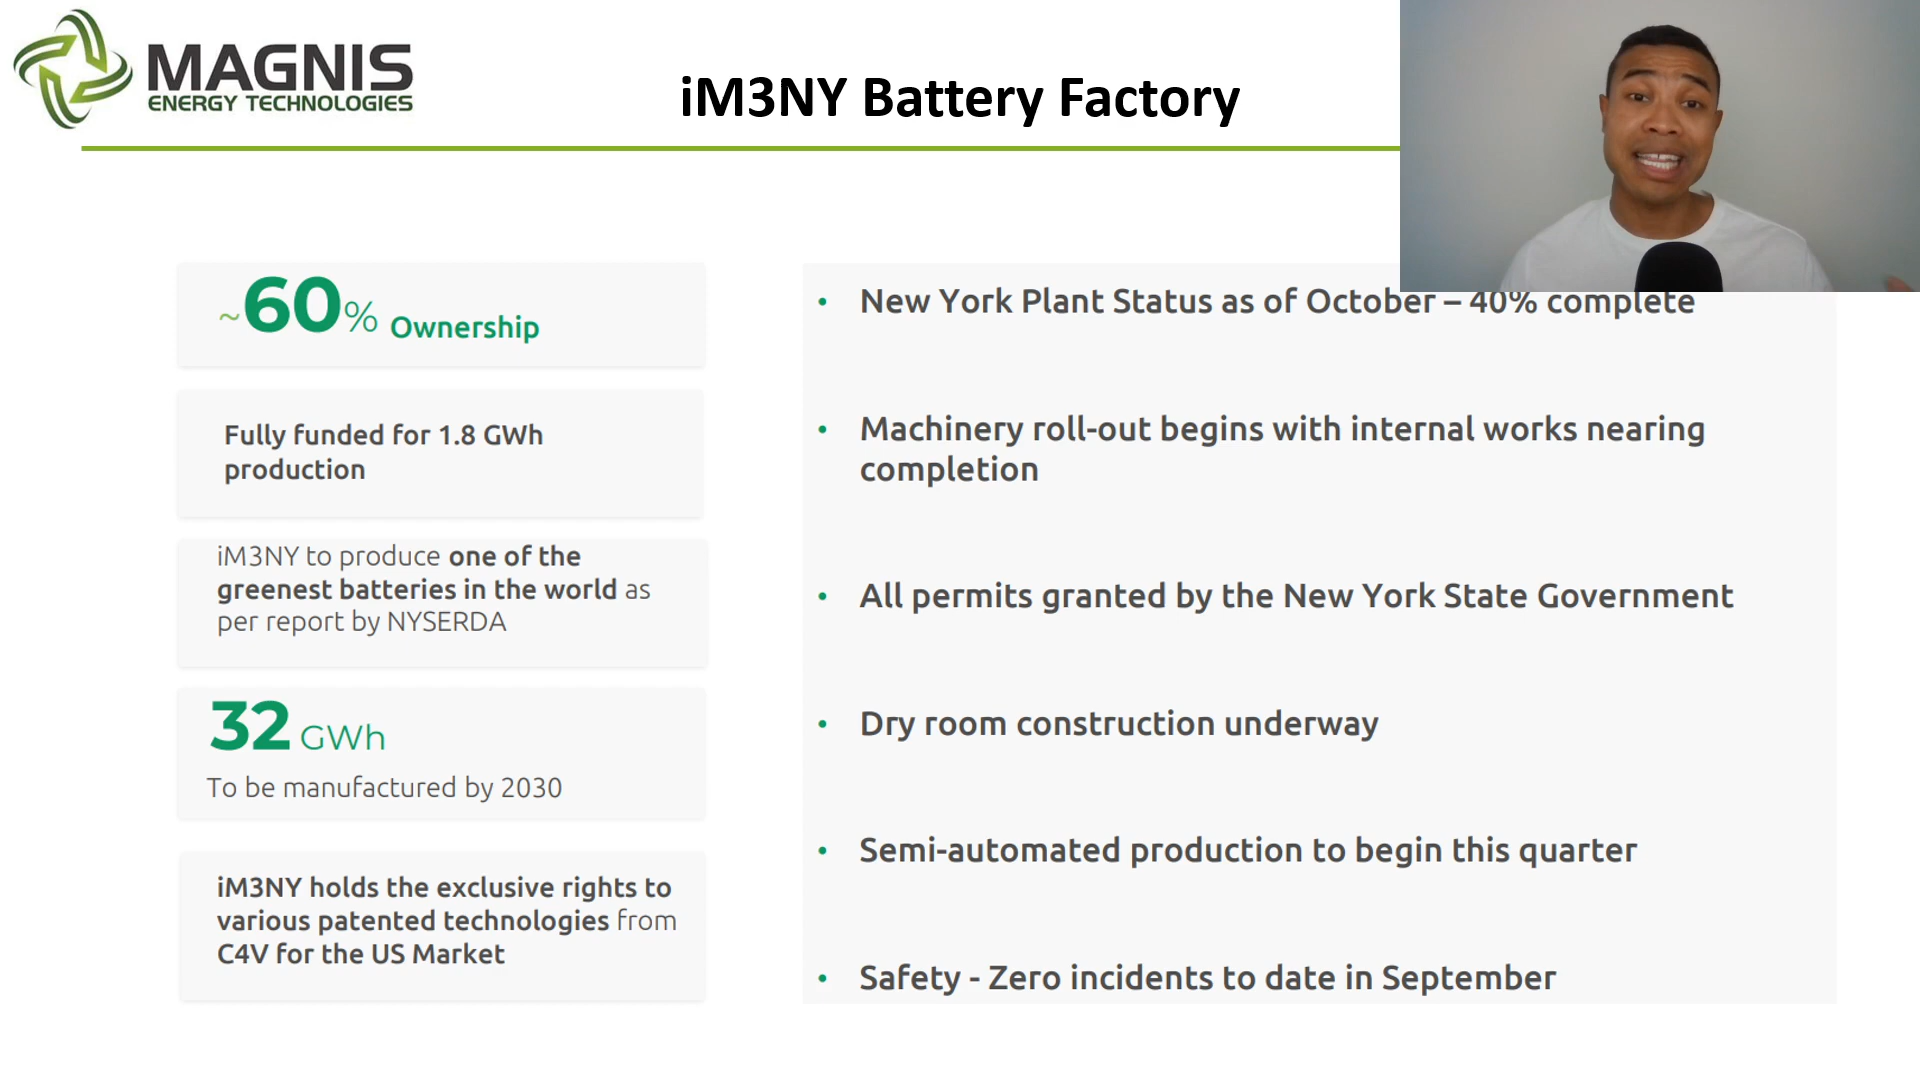 MAGNIS
ENERGY TECHNOLOGIES
iM3NY Battery Factory
~60% Ownership
Fully funded for 1.8 GWh
production
iM3NY to produce one of the
greenest batteries in the world as
per report by NYSERDA
32 GWh
To be manufactured by 2030
iM3NY holds the exclusive rights to
various patented technologies from
C4V for the US Market
• New York Plant Status as of October – 40% complete
• Machinery roll-out begins with internal works nearing
completion
• All permits granted by the New York State Government
• Dry room construction underway
• Semi-automated production to begin this quarter
• Safety - Zero incidents to date in September